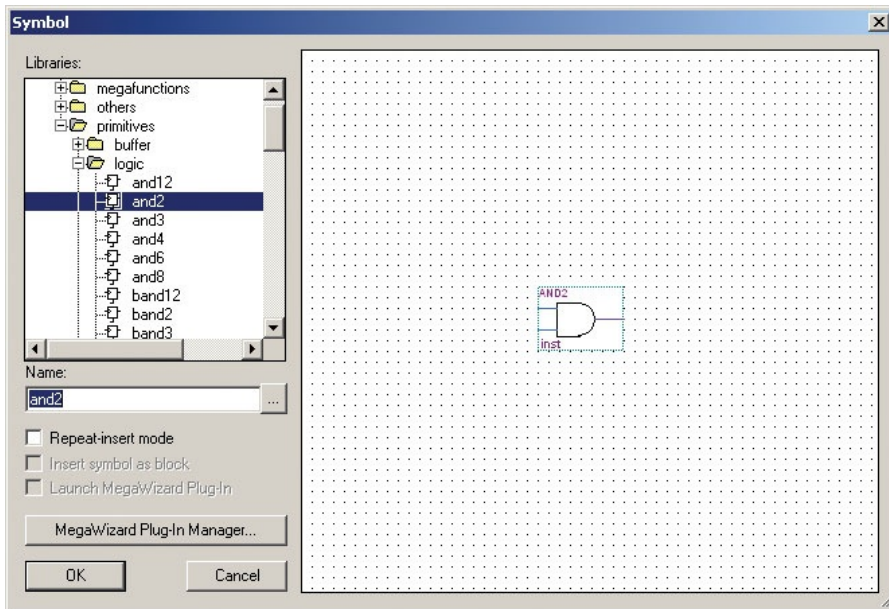 Symbol
Libraries:
megafunctions
others
primitives
buffer
logic
and12
and2
and3
and4
and6
and8
band12
band2
band3
Name:
and2
...
Repeat-insert mode
Insert symbol as block
Launch MegaWizard Plug-In
MegaWizard Plug-In Manager...
OK
Cancel
AND2
inst